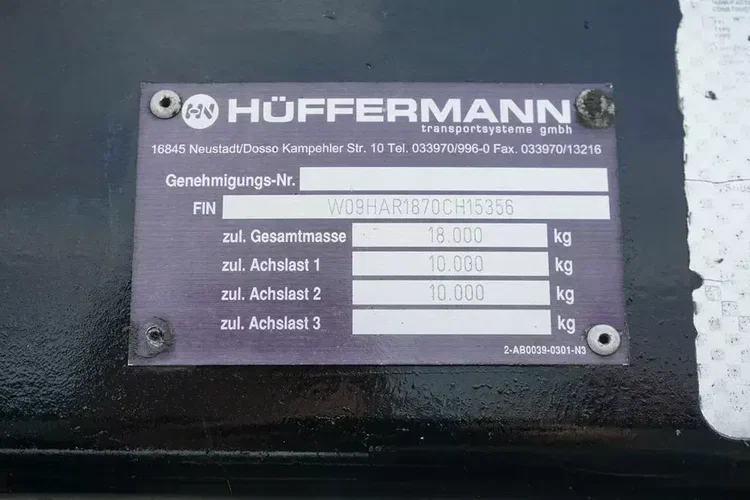 HN HÜFFERMANN
transportsysteme gmbh
16845 Neustadt/Dosso Kampehler Str. 10 Tel. 033970/996-0 Fax. 033970/13216
Genehmigungs-Nr.
FIN W09HAR1870CH15356
zul. Gesamtmasse 18.000 kg
zul. Achslast 1 10.000 kg
zul. Achslast 2 10.000 kg
zul. Achslast 3 kg
2-AB0039-0301-N3